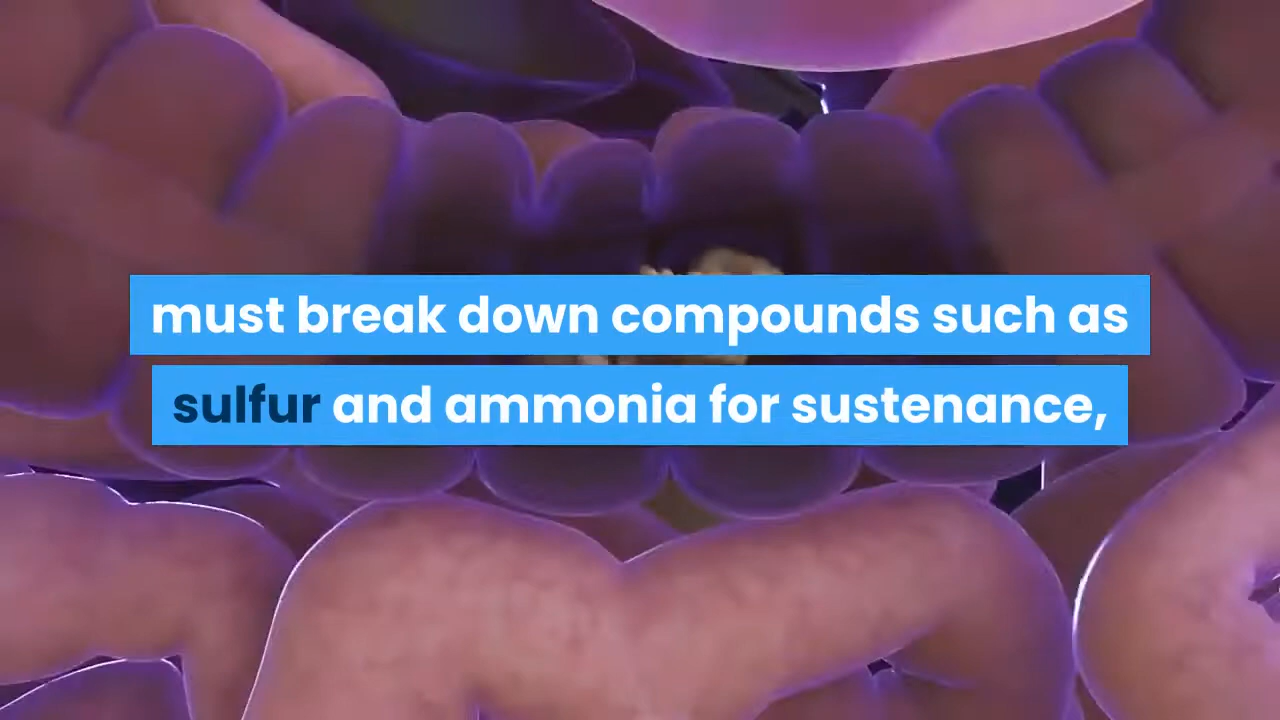 must break down compounds such as
sulfur and ammonia for sustenance,